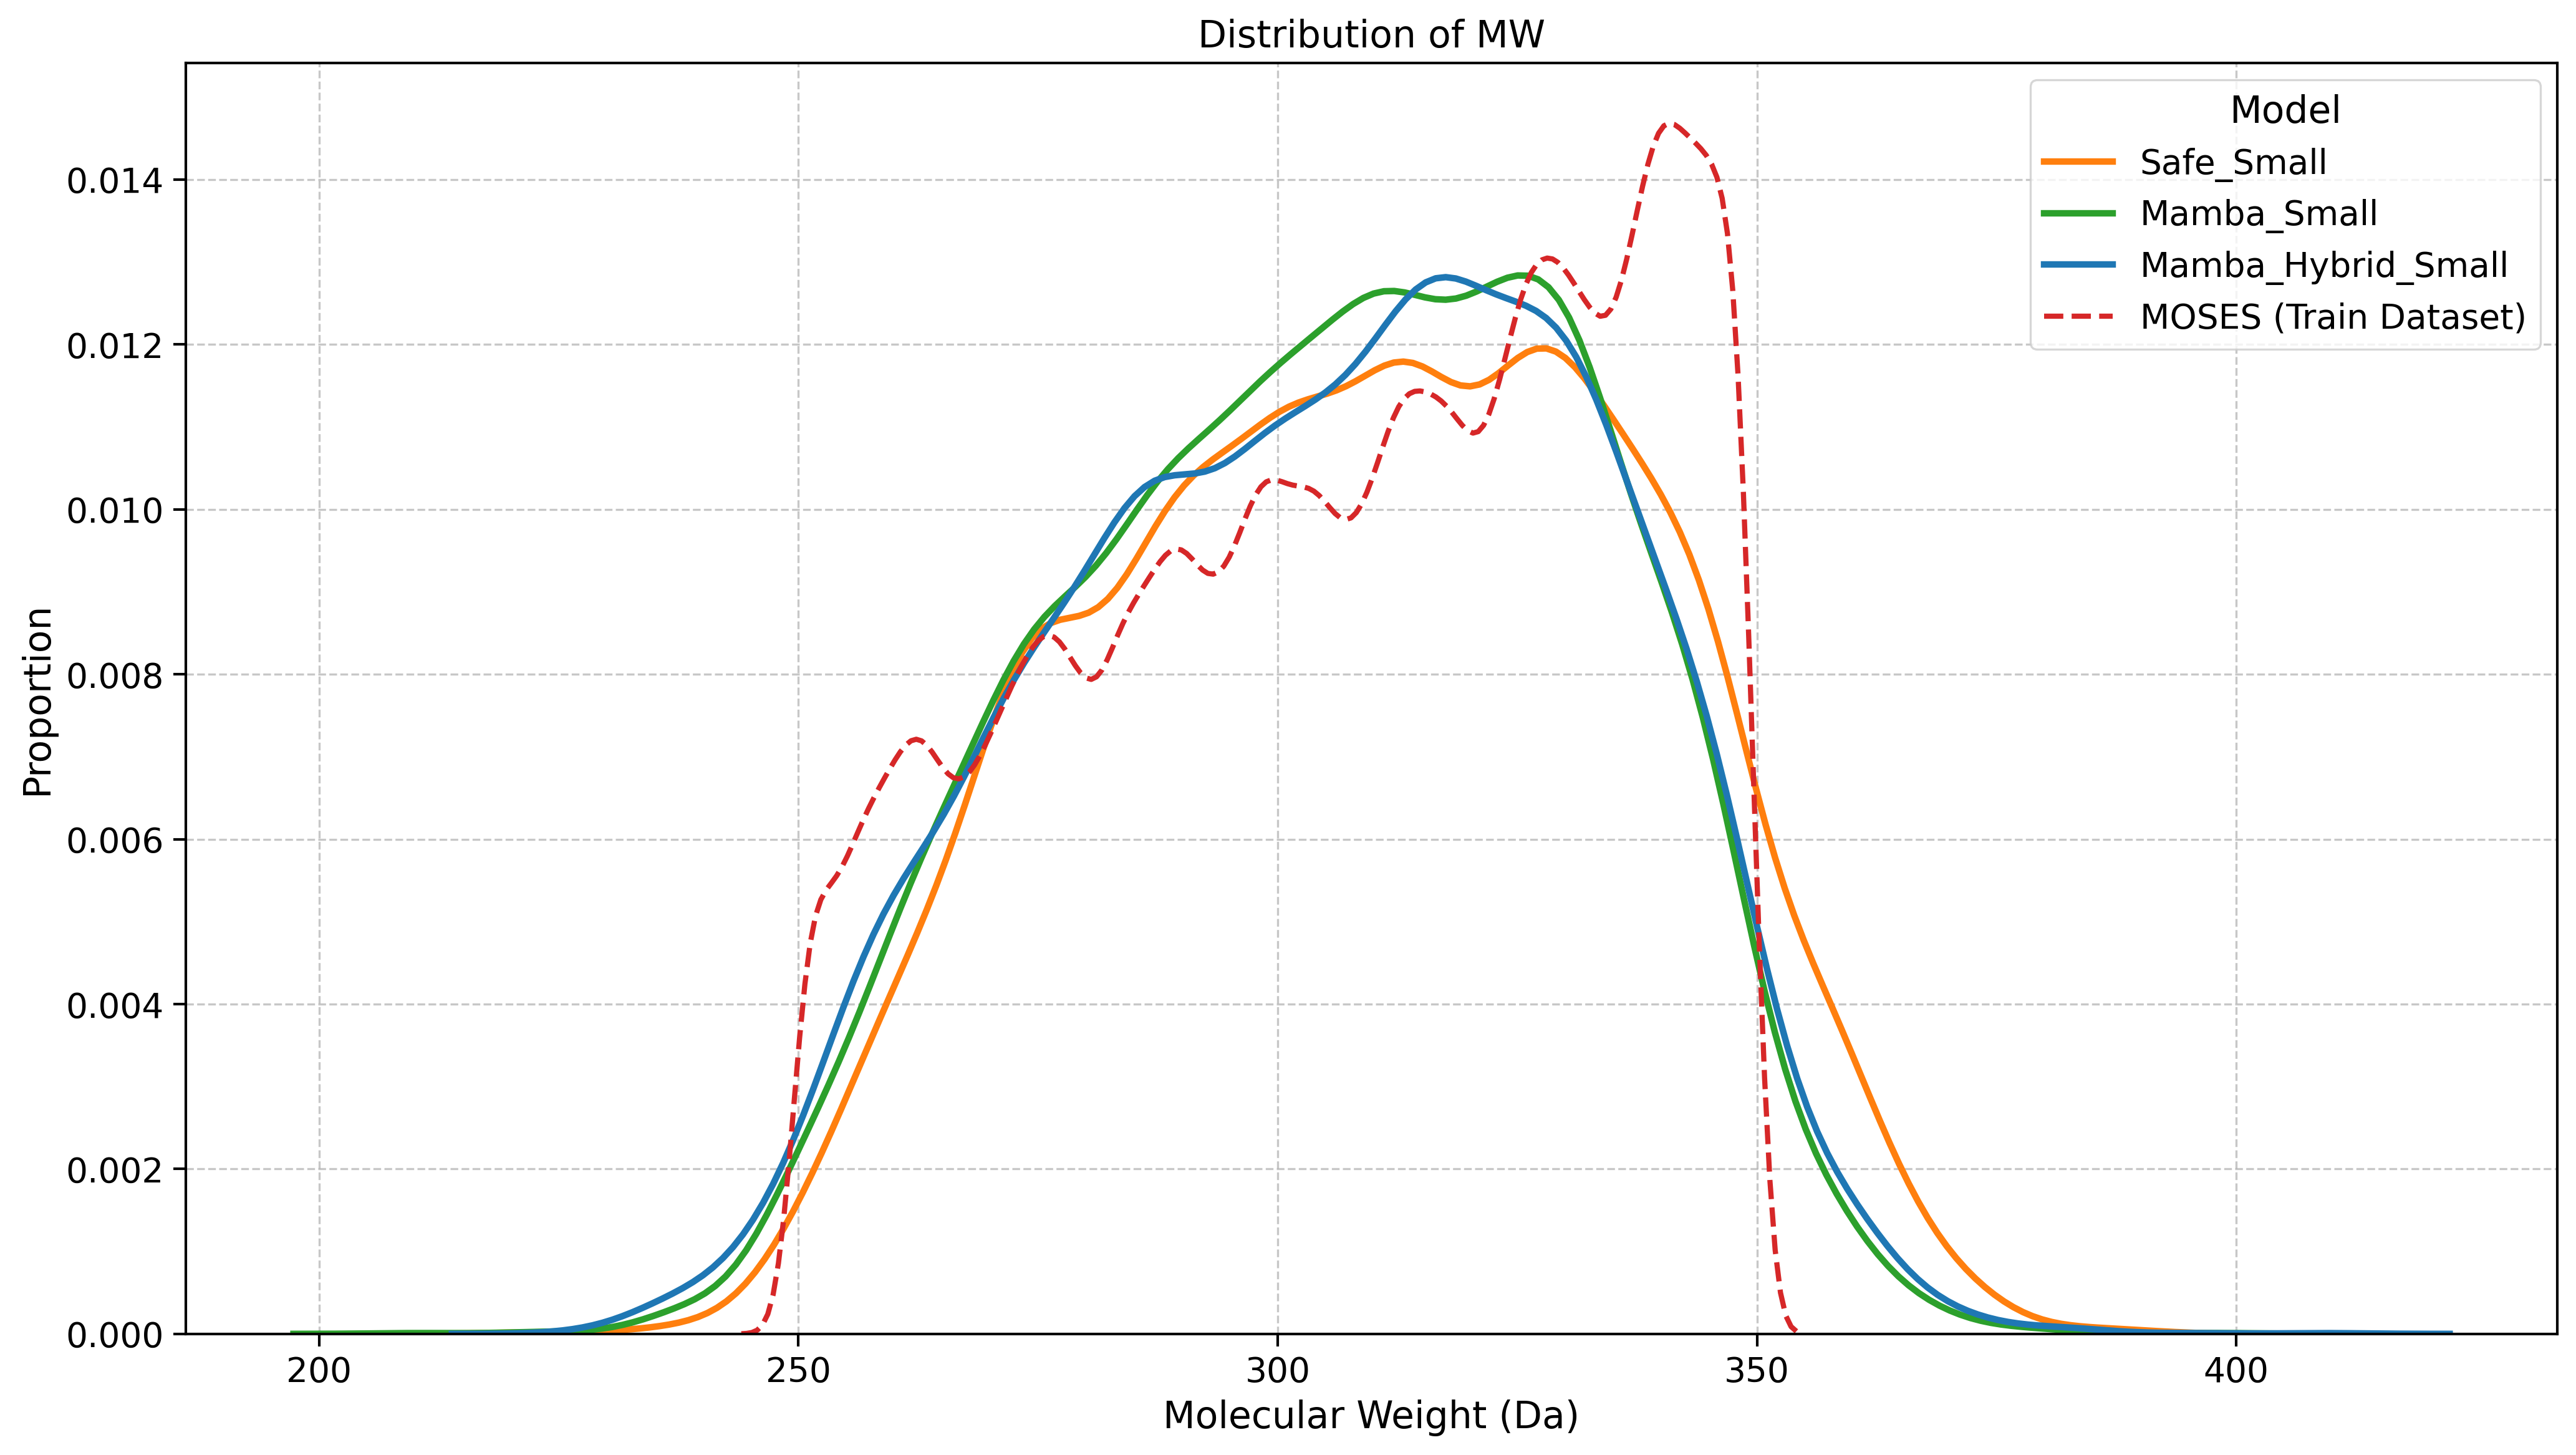 Distribution of MW
Model
Safe_Small
Mamba_Small
Mamba_Hybrid_Small
MOSES (Train Dataset)
Proportion
0.014
0.012
0.010
0.008
0.006
0.004
0.002
0.000
200 250 300 350 400
Molecular Weight (Da)